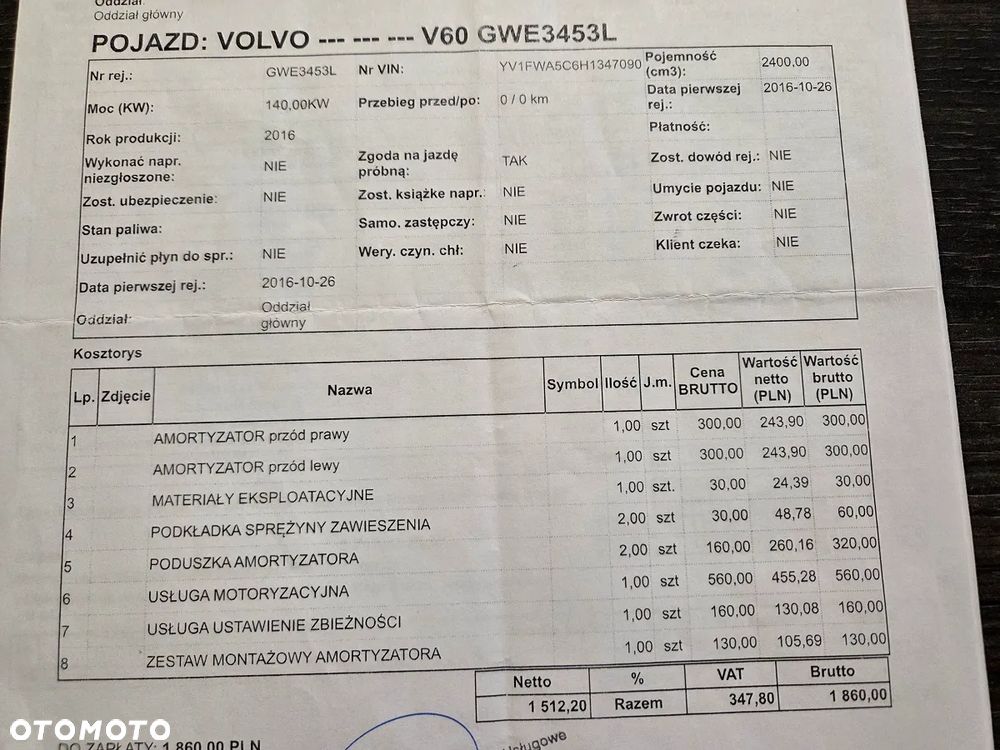 Oddział:
Oddział główny
POJAZD: VOLVO --- --- --- V60 GWE3453L
Nr rej.: GWE3453L Nr VIN: YV1FWA5C6H1347090 Pojemność (cm3): 2400,00
Moc (KW): 140,00KW Przebieg przed/po: 0 / 0 km Data pierwszej rej.: 2016-10-26
Rok produkcji: 2016 Płatność:
Wykonać napr. niezgłoszone: NIE Zgoda na jazdę próbną: TAK Zost. dowód rej.: NIE
Zost. ubezpieczenie: NIE Zost. książke napr.: NIE Umycie pojazdu: NIE
Stan paliwa: Samo. zastępczy: NIE Zwrot części: NIE
Uzupełnić płyn do spr.: NIE Wery. czyn. chł: NIE Klient czeka: NIE
Data pierwszej rej.: 2016-10-26
Oddział: Oddział główny
Kosztorys
Lp. Zdjęcie Nazwa Symbol Ilość J.m. Cena BRUTTO Wartość netto (PLN) Wartość brutto (PLN)
1 AMORTYZATOR przód prawy 1,00 szt 300,00 243,90 300,00
2 AMORTYZATOR przód lewy 1,00 szt 300,00 243,90 300,00
3 MATERIAŁY EKSPLOATACYJNE 1,00 szt. 30,00 24,39 30,00
4 PODKŁADKA SPRĘŻYNY ZAWIESZENIA 2,00 szt 30,00 48,78 60,00
5 PODUSZKA AMORTYZATORA 2,00 szt 160,00 260,16 320,00
6 USŁUGA MOTORYZACYJNA 1,00 szt 560,00 455,28 560,00
7 USŁUGA USTAWIENIE ZBIEŻNOŚCI 1,00 szt 160,00 130,08 160,00
8 ZESTAW MONTAŻOWY AMORTYZATORA 1,00 szt 130,00 105,69 130,00
Netto % VAT Brutto
1 512,20 Razem 347,80 1 860,00
OTOMOTO
DO ZAPŁATY: 1 860,00 PLN